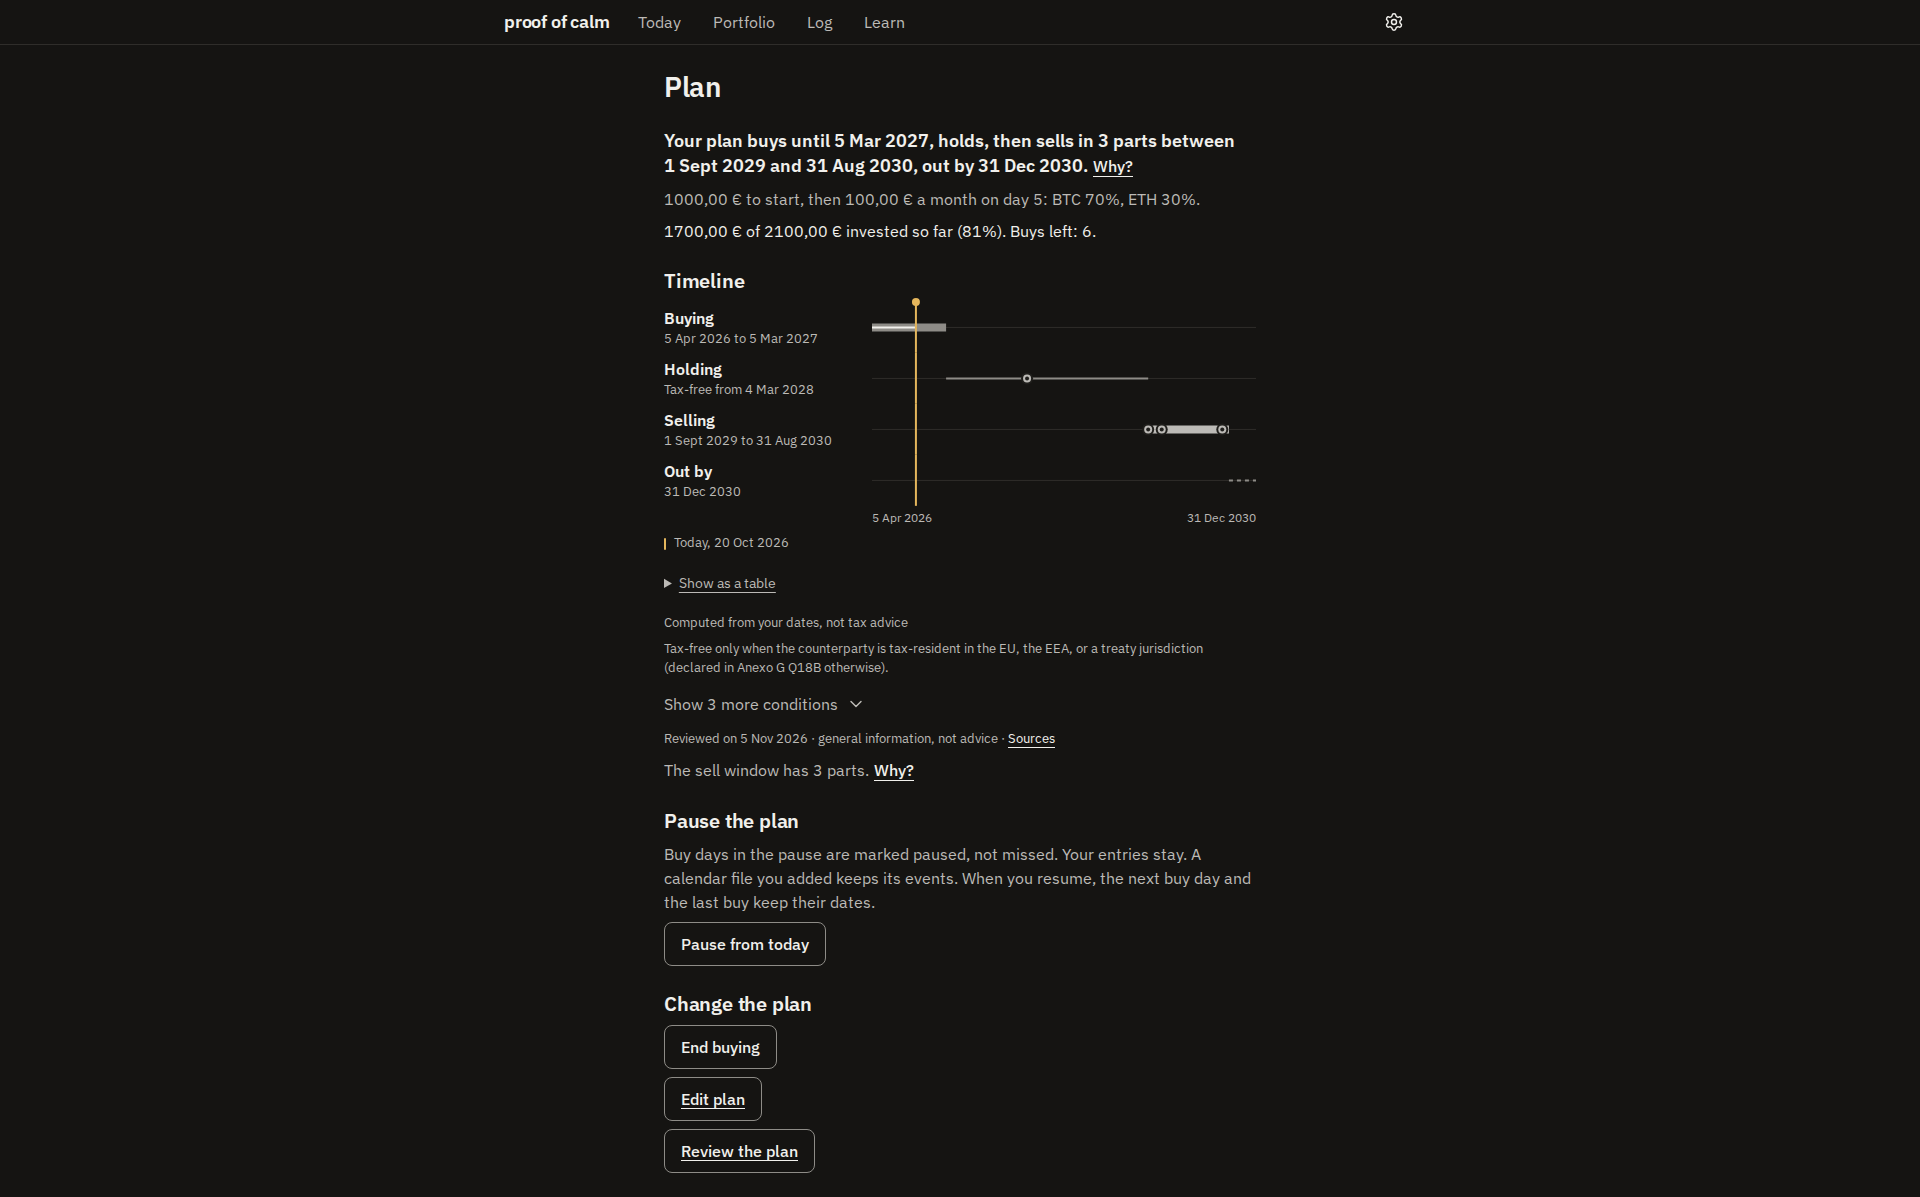 proof of calm Today Portfolio Log Learn
Plan
Your plan buys until 5 Mar 2027, holds, then sells in 3 parts between
1 Sept 2029 and 31 Aug 2030, out by 31 Dec 2030. Why?
1000,00 € to start, then 100,00 € a month on day 5: BTC 70%, ETH 30%.
1700,00 € of 2100,00 € invested so far (81%). Buys left: 6.
Timeline
Buying
5 Apr 2026 to 5 Mar 2027
Holding
Tax-free from 4 Mar 2028
Selling
1 Sept 2029 to 31 Aug 2030
Out by
31 Dec 2030
5 Apr 2026 31 Dec 2030
Today, 20 Oct 2026
Show as a table
Computed from your dates, not tax advice
Tax-free only when the counterparty is tax-resident in the EU, the EEA, or a treaty jurisdiction
(declared in Anexo G Q18B otherwise).
Show 3 more conditions
Reviewed on 5 Nov 2026 · general information, not advice · Sources
The sell window has 3 parts. Why?
Pause the plan
Buy days in the pause are marked paused, not missed. Your entries stay. A
calendar file you added keeps its events. When you resume, the next buy day and
the last buy keep their dates.
Pause from today
Change the plan
End buying
Edit plan
Review the plan